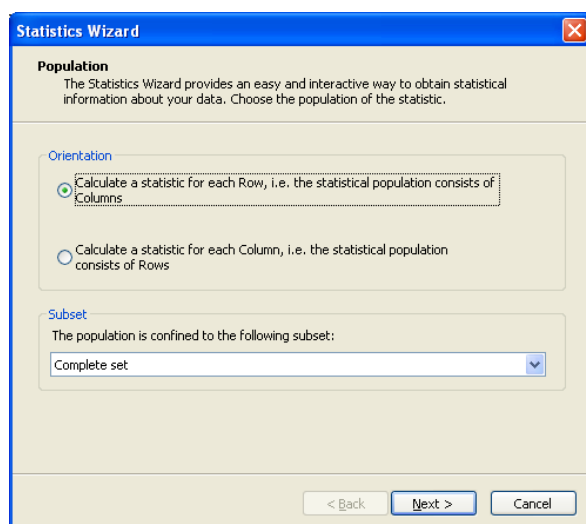 Statistics Wizard
Population
The Statistics Wizard provides an easy and interactive way to obtain statistical
information about your data. Choose the population of the statistic.
Orientation
Calculate a statistic for each Row, i.e. the statistical population consists of
Columns
Calculate a statistic for each Column, i.e. the statistical population
consists of Rows
Subset
The population is confined to the following subset:
Complete set
< Back Next > Cancel